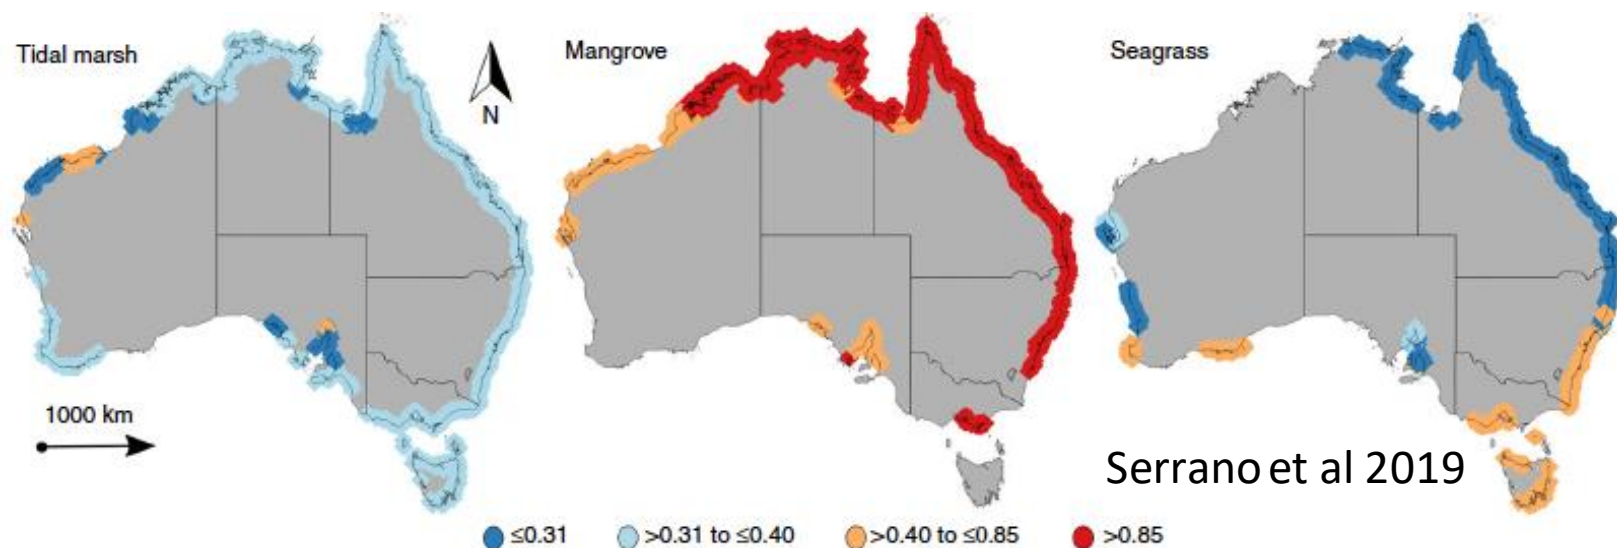 Tidal marsh
N
Mangrove
Seagrass
1000 km
Serrano et al 2019
≤0.31
>0.31 to ≤0.40
>0.40 to ≤0.85
>0.85